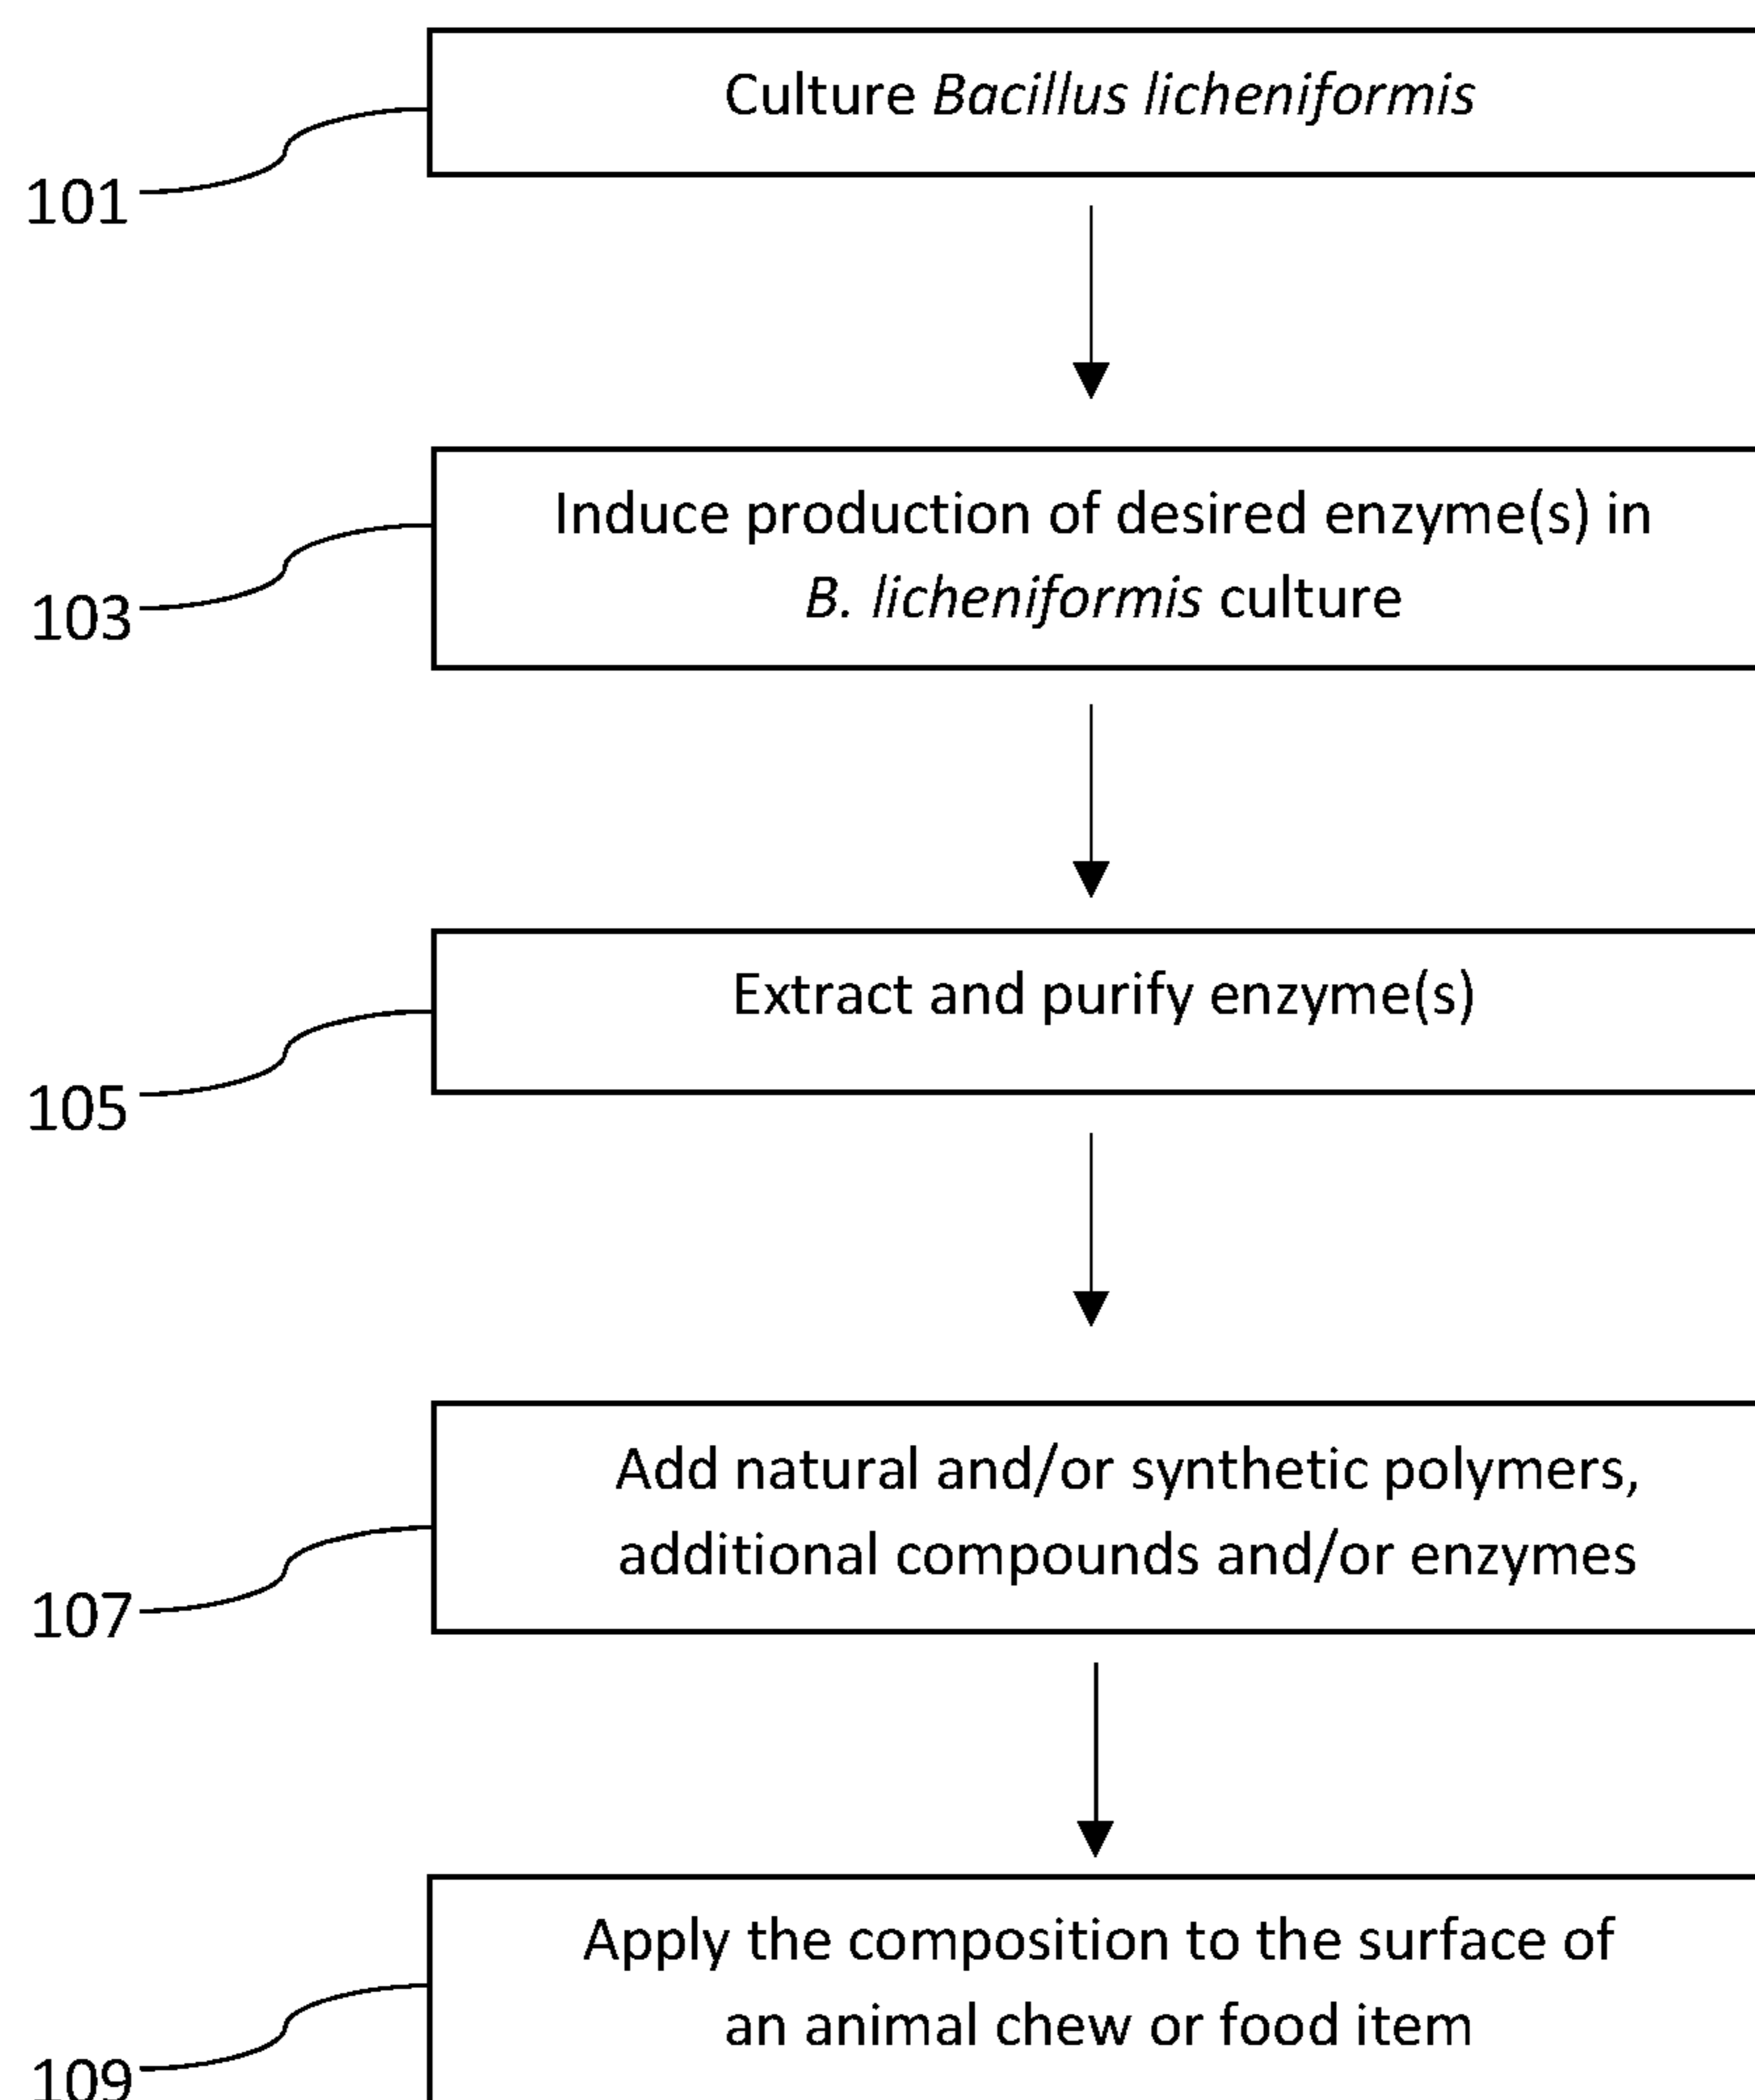 Culture Bacillus licheniformis
101
Induce production of desired enzyme(s) in
B. licheniformis culture
103
Extract and purify enzyme(s)
105
Add natural and/or synthetic polymers,
additional compounds and/or enzymes
107
Apply the composition to the surface of
an animal chew or food item
109